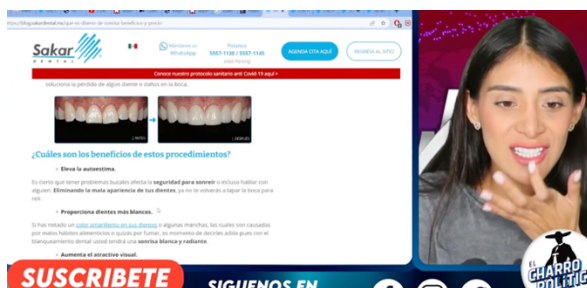 Sakar
DENTAL
WhatsApp
Polanco
5557-1138 / 5557-1145
AGENDA CITA AQUÍ
REGRESA AL SITIO
Conoce nuestro protocolo sanitario anti Covid-19 aquí>
soluciona la pérdida de algún diente o daños en la boca.
ANTES
DESPUÉS
¿Cuáles son los beneficios de estos procedimientos?
Eleva la autoestima.
Es cierto que tener problemas bucales afecta la seguridad para sonreír o incluso hablar con
alguien. Eliminando la mala apariencia de tus dientes, ya no te volverás a tapar la boca para
reír.
Proporciona dientes más blancos.
Si has notado un color amarillento en sus dientes o algunas manchas, las cuales son causadas
por malos hábitos alimenticios o quizás por fumar, es momento de decirles adiós pues con el
blanqueamiento dental usted tendrá una sonrisa blanca y radiante.
Aumenta el atractivo visual.
SUSCRIBETE
SIGUENOS EN
EL
CHARRO
POLÍTIC